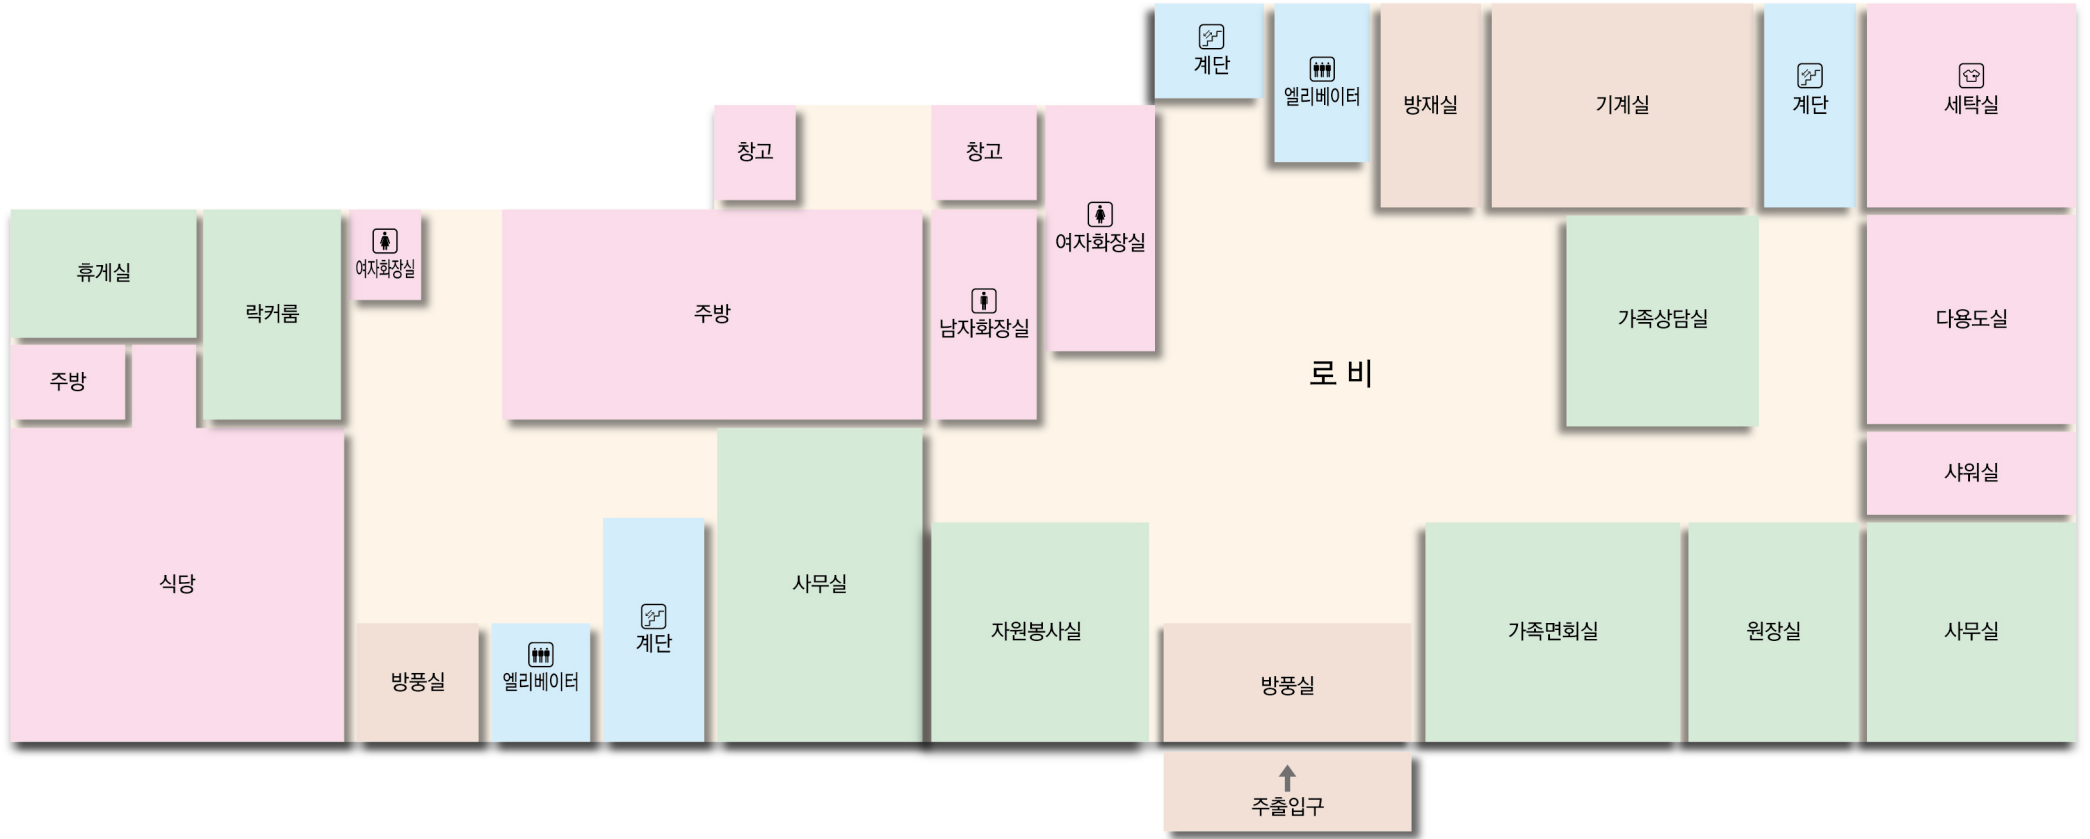 계단
엘리베이터
방재실
기계실
계단
세탁실
창고
창고
여자화장실
휴게실
락커룸
여자화장실
주방
남자화장실
가족상담실
다용도실
주방
로비
샤워실
식당
방풍실
엘리베이터
계단
사무실
자원봉사실
방풍실
가족면회실
원장실
사무실
주출입구